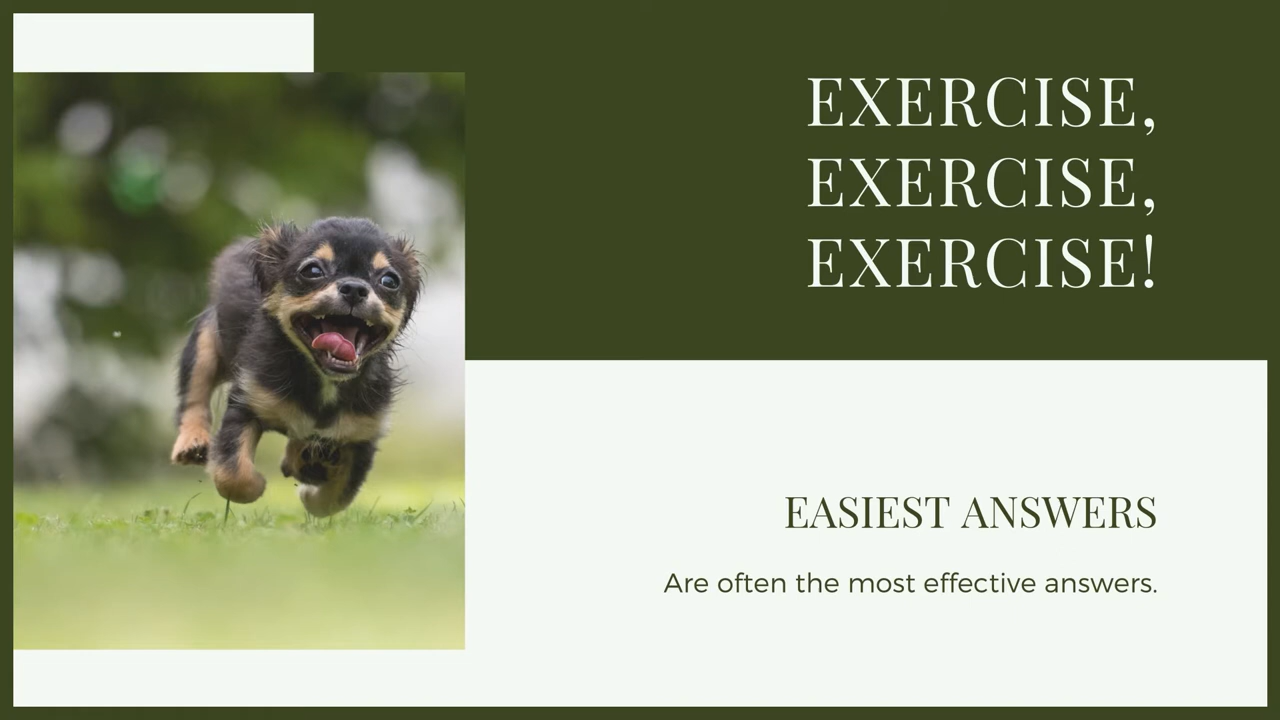 EXERCISE,
EXERCISE,
EXERCISE!
EASIEST ANSWERS
Are often the most effective answers.